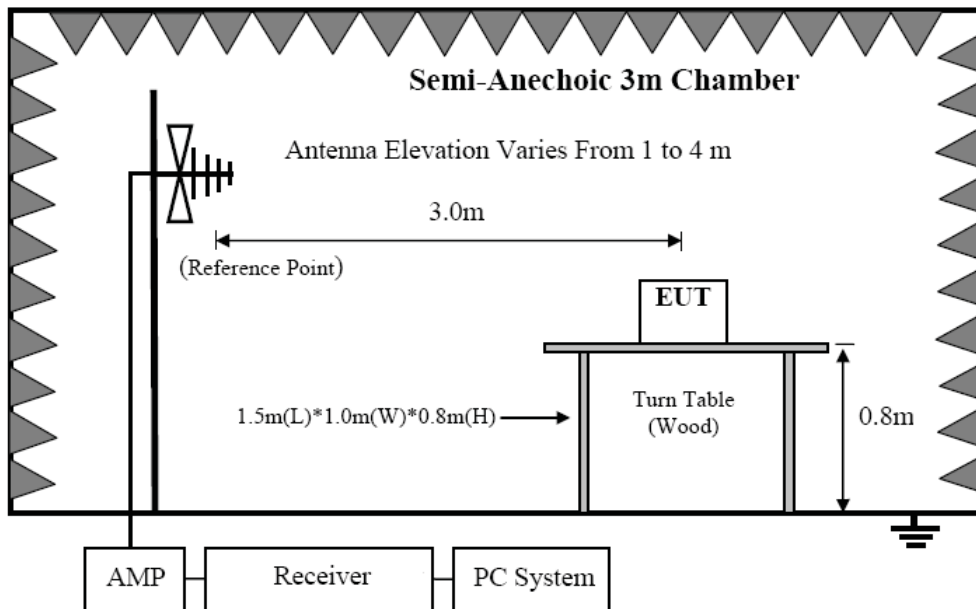 Semi-Anechoic 3m Chamber
Antenna Elevation Varies From 1 to 4 m
3.0m
(Reference Point)
EUT
1.5m(L)*1.0m(W)*0.8m(H)
Turn Table
(Wood)
0.8m
AMP
Receiver
PC System